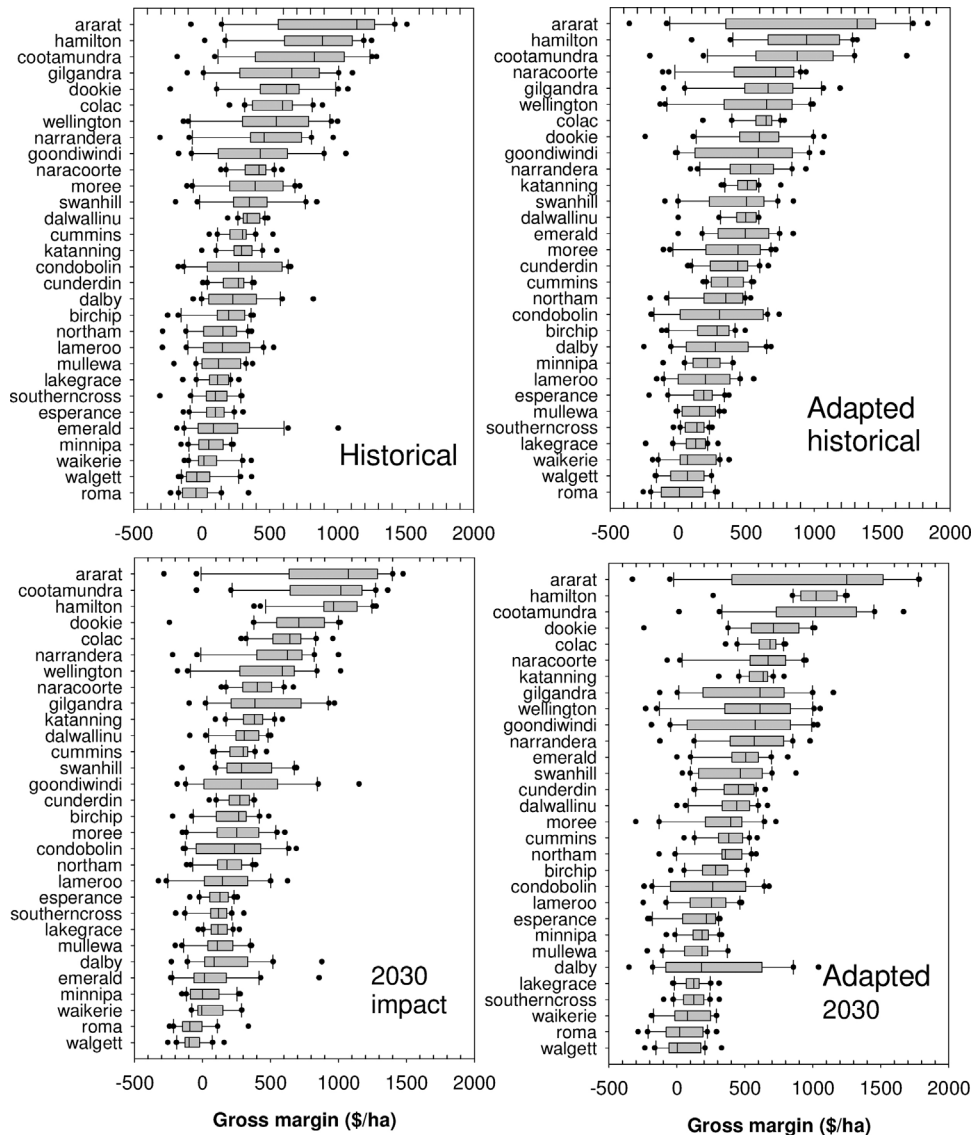 ararat
hamilton
cootamundra
gilgandra
dookie
colac
wellington
narrandera
goondiwindi
naracoorte
moree
swanhill
dalwallinu
cummins
katanning
condobolin
cunderdin
dalby
birchip
northam
lameroo
mullewa
lakegrace
southerncross
esperance
emerald
minnipa
waikerie
walgett
roma
Historical
-500 0 500 1000 1500 2000
ararat
hamilton
cootamundra
naracoorte
gilgandra
wellington
colac
dookie
goondiwindi
narrandera
katanning
swanhill
dalwallinu
emerald
moree
cunderdin
cummins
northam
condobolin
birchip
dalby
minnipa
lameroo
esperance
mullewa
southerncross
lakegrace
waikerie
walgett
roma
Adapted
historical
-500 0 500 1000 1500 2000
ararat
cootamundra
hamilton
dookie
colac
narrandera
wellington
naracoorte
gilgandra
katanning
dalwallinu
cummins
swanhill
goondiwindi
cunderdin
birchip
moree
condobolin
northam
lameroo
esperance
southerncross
lakegrace
mullewa
dalby
emerald
minnipa
waikerie
roma
walgett
2030
impact
-500 0 500 1000 1500 2000
Gross margin ($/ha)
ararat
hamilton
cootamundra
dookie
colac
naracoorte
katanning
gilgandra
wellington
goondiwindi
narrandera
emerald
swanhill
cunderdin
dalwallinu
moree
cummins
northam
birchip
condobolin
lameroo
esperance
minnipa
mullewa
dalby
lakegrace
southerncross
waikerie
roma
walgett
Adapted
2030
-500 0 500 1000 1500 2000
Gross margin ($/ha)